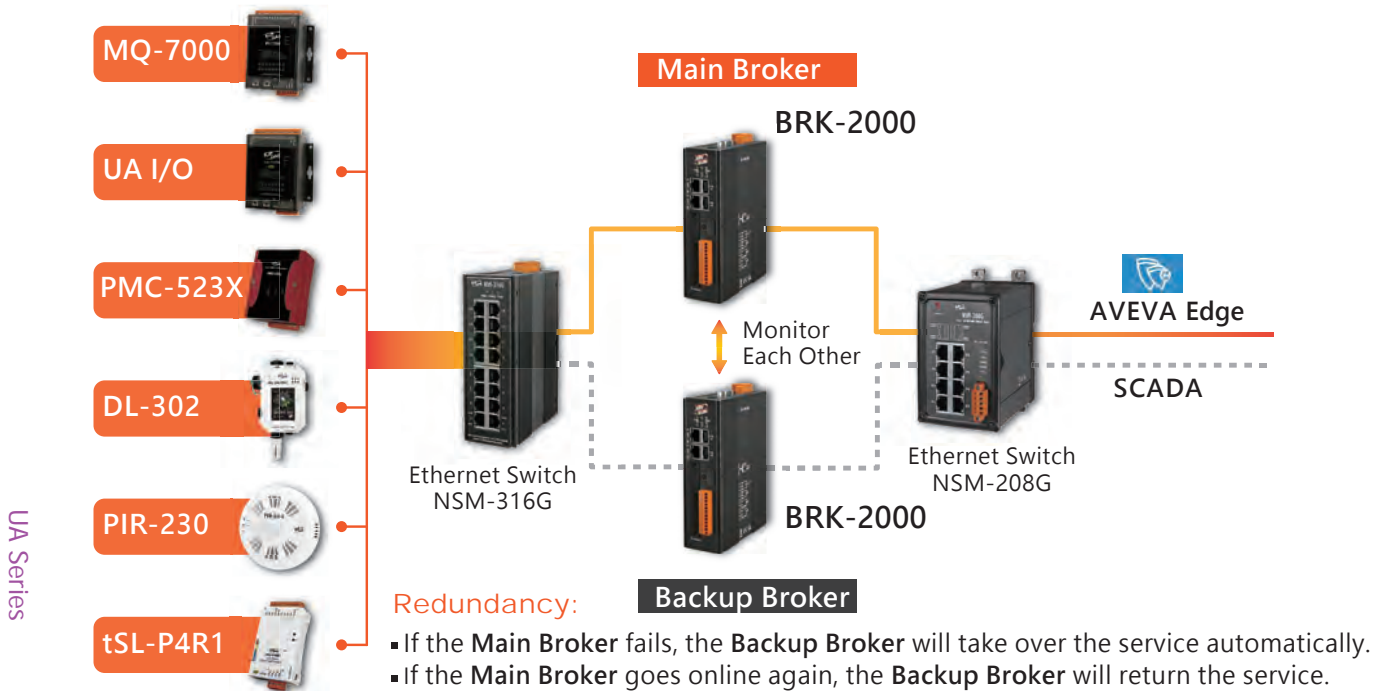 MQ-7000
UA I/O
PMC-523X
DL-302
PIR-230
tSL-P4R1
UA Series
Main Broker
BRK-2000
Monitor
Each Other
BRK-2000
Backup Broker
Ethernet Switch
NSM-316G
Ethernet Switch
NSM-208G
AVEVA Edge
SCADA
Redundancy:
▪ If the Main Broker fails, the Backup Broker will take over the service automatically.
▪ If the Main Broker goes online again, the Backup Broker will return the service.